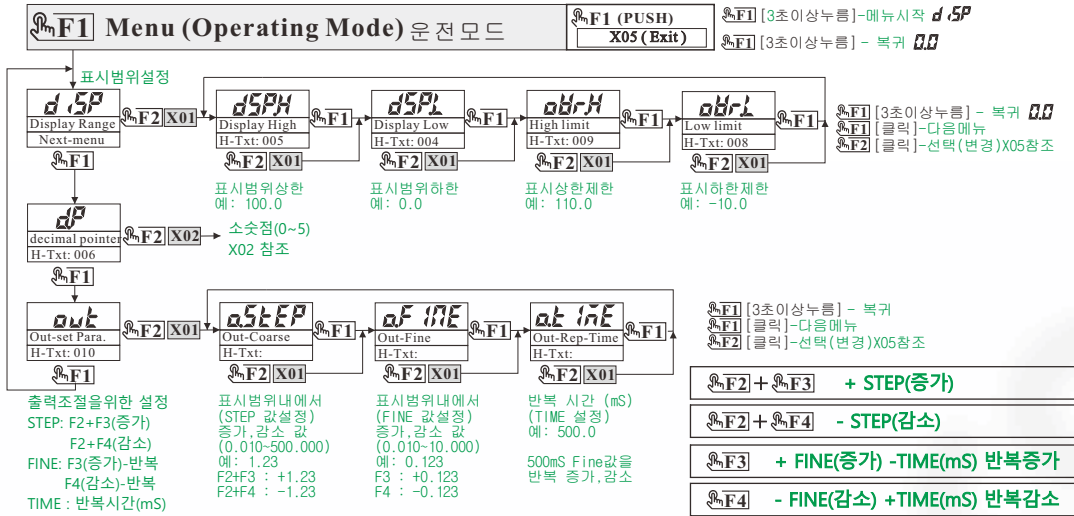 F1 Menu (Operating Mode) 운전모드
F1 (PUSH)
X05 (Exit)
F1 [3초이상누름]-메뉴시작 diSP
F1 [3초이상누름] - 복귀 0.0
표시범위설정
diSP
Display Range
Next-menu
F2 X01
F1
dSPH
Display High
H-Txt: 005
F1
F2 X01
표시범위상한
예: 100.0
dSPL
Display Low
H-Txt: 004
F1
F2 X01
표시범위하한
예: 0.0
oBr.H
High limit
H-Txt: 009
F1
F2 X01
표시상한제한
예: 110.0
oBr.L
Low limit
H-Txt: 008
F1
F2 X01
표시하한제한
예: -10.0
F1 [3초이상누름] - 복귀 0.0
F1 [클릭]-다음메뉴
F2 [클릭]-선택(변경)X05참조
dP
decimal pointer
H-Txt: 006
F2 X02
F1
소숫점(0~5)
X02 참조
out
Out-set Para.
H-Txt: 010
F2 X01
F1
출력조절을위한 설정
STEP: F2+F3(증가)
F2+F4(감소)
FINE: F3(증가)-반복
F4(감소)-반복
TIME : 반복시간(mS)
o.StEP
Out-Coarse
H-Txt:
F1
F2 X01
표시범위내에서
(STEP 값설정)
증가,감소 값
(0.010~500.000)
예: 1.23
F2+F3 : +1.23
F2+F4 : -1.23
o.FINE
Out-Fine
H-Txt:
F1
F2 X01
표시범위내에서
(FINE 값설정)
증가,감소 값
(0.010~10.000)
예: 0.123
F3 : +0.123
F4 : -0.123
o.tiME
Out-Rep-Time
H-Txt:
F1
F2 X01
반복 시간 (mS)
(TIME 설정)
예: 500.0
500mS Fine값을
반복 증가,감소
F1 [3초이상누름] - 복귀
F1 [클릭]-다음메뉴
F2 [클릭]-선택(변경)X05참조
F2 + F3 + STEP(증가)
F2 + F4 - STEP(감소)
F3 + FINE(증가) -TIME(mS) 반복증가
F4 - FINE(감소) +TIME(mS) 반복감소